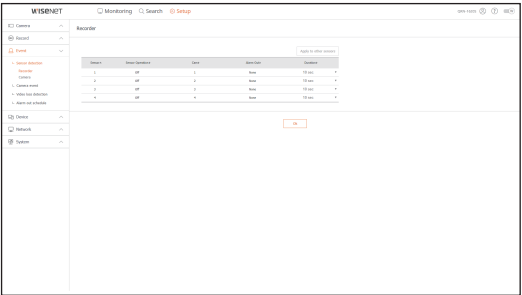 WISENET
Monitoring Search Setup
Camera
Recorder
Record
Event
Apply to other sensors
Sensor detection
Recorder
Camera
Camera event
Video loss detection
Alarm out schedule
Sensor Sensor Operation Camera Alarm Out Duration
1 Off 1 None 10 sec
2 Off 2 None 10 sec
3 Off 3 None 10 sec
4 Off 4 None 10 sec
Device
OK
Network
System